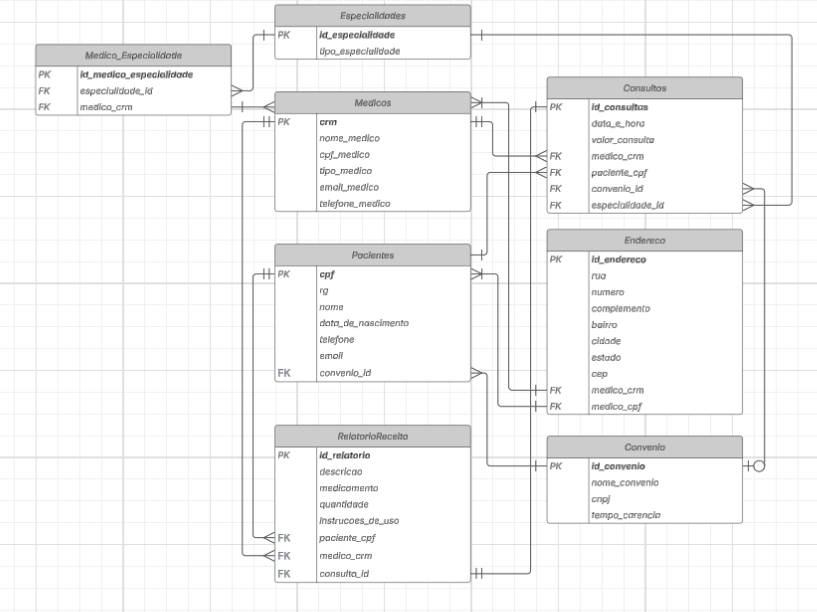 Especialidades
PK id_especialidade
tipo_especialidade
Medico_Especialidade
PK id_medico_especialidade
FK especialidade_id
FK medico_crm
Medicos
PK crm
nome_medico
cpf_medico
tipo_medico
email_medico
telefone_medico
Consultas
PK id_consultas
data_e_hora
valor_consulta
FK medico_crm
FK paciente_cpf
FK convenio_id
FK especialidade_id
Pacientes
PK cpf
rg
nome
data_de_nascimento
telefone
email
FK convenio_id
Endereco
PK id_endereco
rua
numero
complemento
bairro
cidade
estado
cep
FK medico_crm
FK medico_cpf
RelatorioReceita
PK id_relatorio
descricao
medicamento
quantidade
instrucoes_de_uso
FK paciente_cpf
FK medico_crm
FK consulta_id
Convenio
PK id_convenio
nome_convenio
cnpj
tempo_carencia